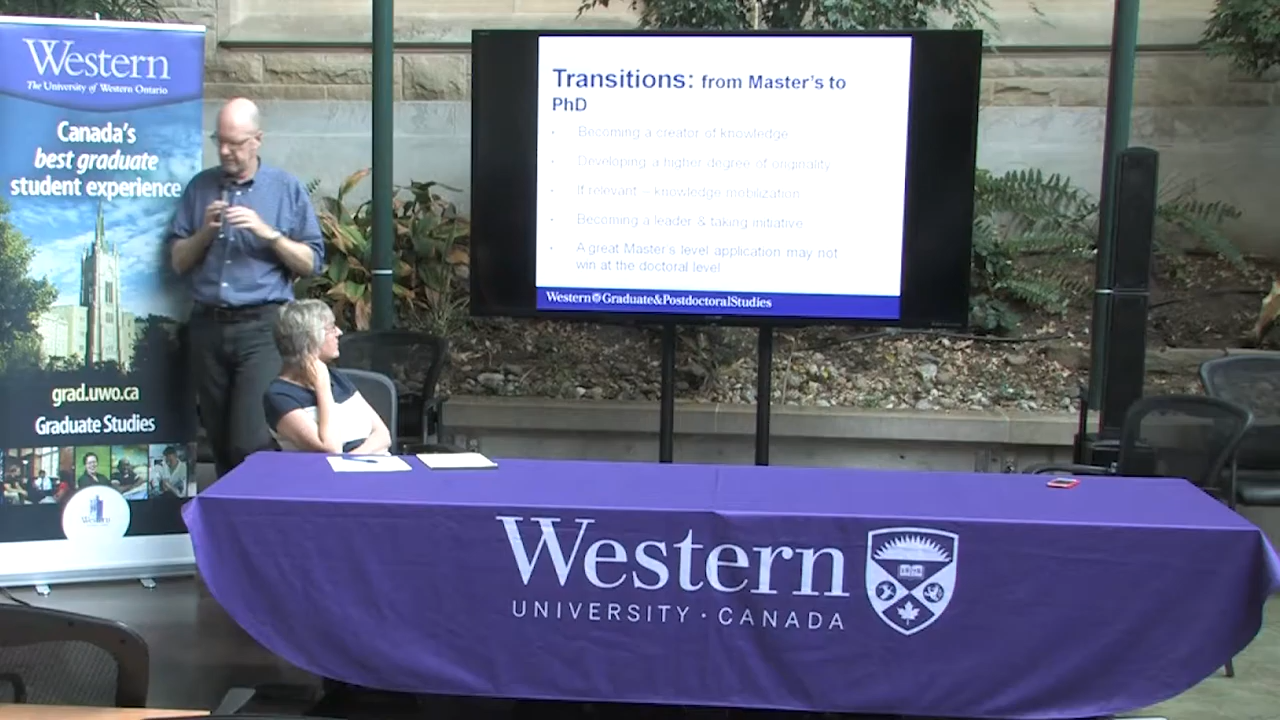 Western
The University of Western Ontario
Canada's
best graduate
student experience
grad.uwo.ca
Graduate Studies
Western
Transitions: from Master's to
PhD
• Becoming a creator of knowledge
• Developing a higher degree of originality
• If relevant – knowledge mobilization
• Becoming a leader & taking initiative
• A great Master's level application may not
win at the doctoral level
Western Graduate&PostdoctoralStudies
Western
UNIVERSITY · CANADA